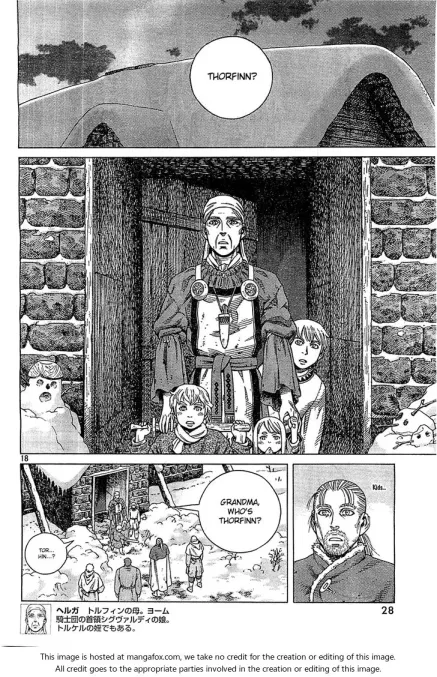 THORFINN?
18
GRANDMA,
WHO'S
THORFINN?
TOR-
HIN...?
Kids..
28
ヘルガ トルフィンの母。ヨーム
騎士団の首領シグヴァルディの娘。
トルケルの姪でもある。
This image is hosted at mangafox.com, we take no credit for the creation or editing of this image.
All credit goes to the appropriate parties involved in the creation or editing of this image.